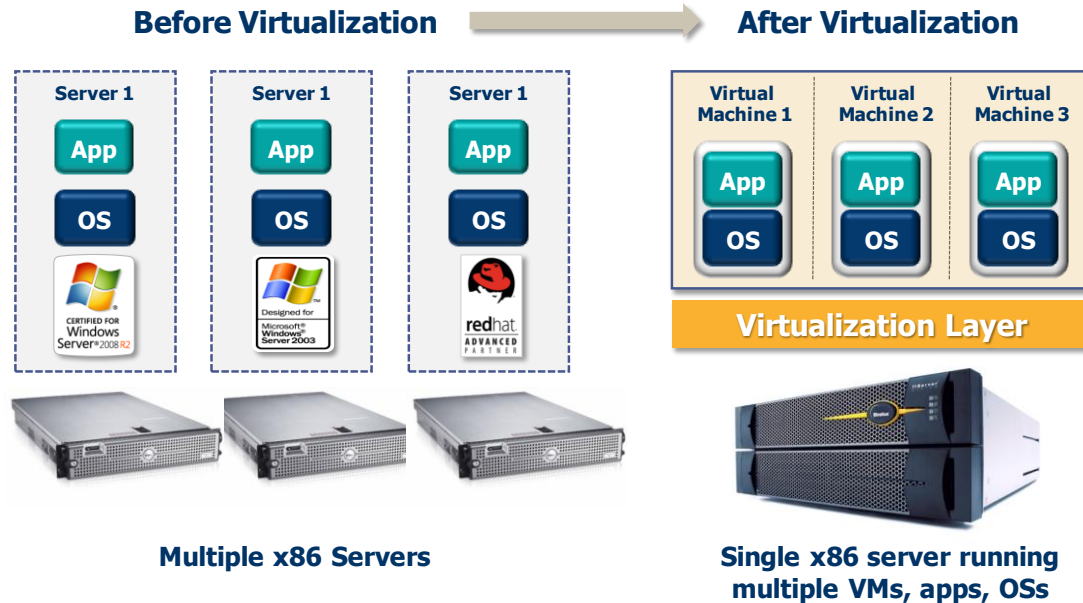 Before Virtualization
After Virtualization
Server 1
App
OS
CERTIFIED FOR
Windows
Server®2008 R2
Server 1
App
OS
Designed for
Microsoft®
Windows®
Server 2003
Server 1
App
OS
redhat.
ADVANCED
PARTNER
Virtual
Machine 1
App
OS
Virtual
Machine 2
App
OS
Virtual
Machine 3
App
OS
Virtualization Layer
Stratus
Multiple x86 Servers
Single x86 server running
multiple VMs, apps, OSs